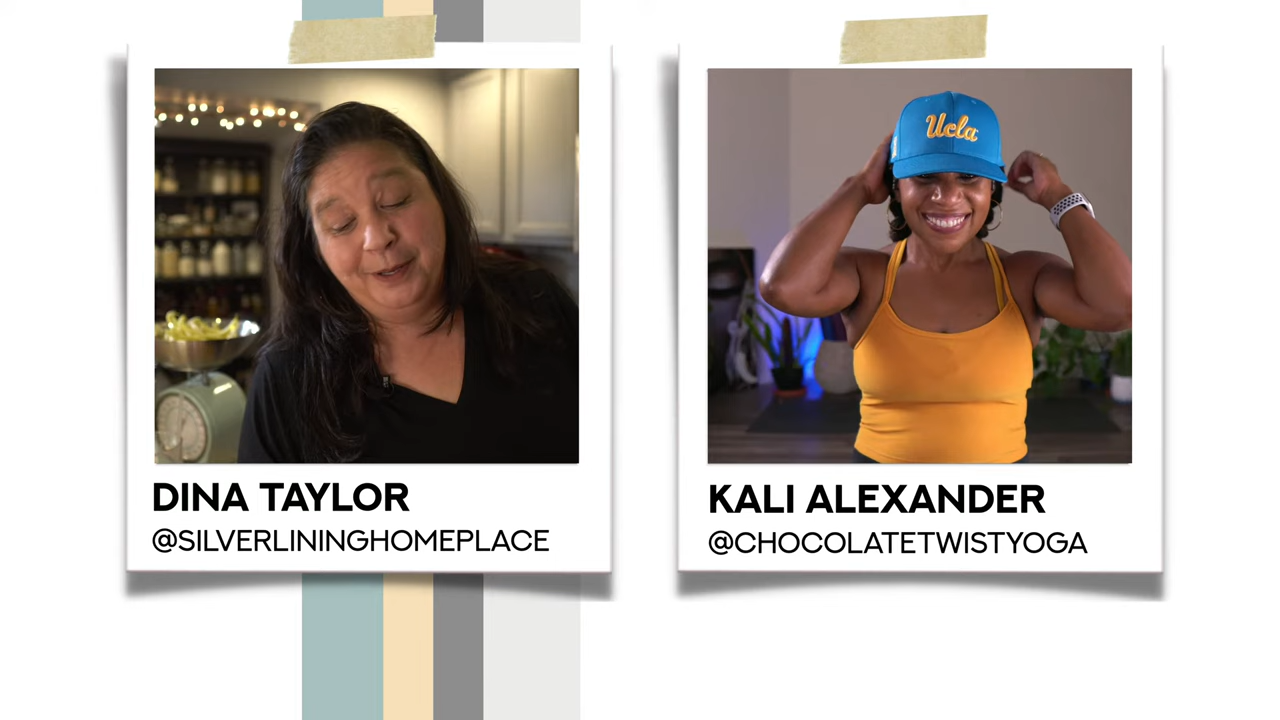 Ucla
DINA TAYLOR
@SILVERLININGHOMEPLACE
KALI ALEXANDER
@CHOCOLATETWISTYOGA